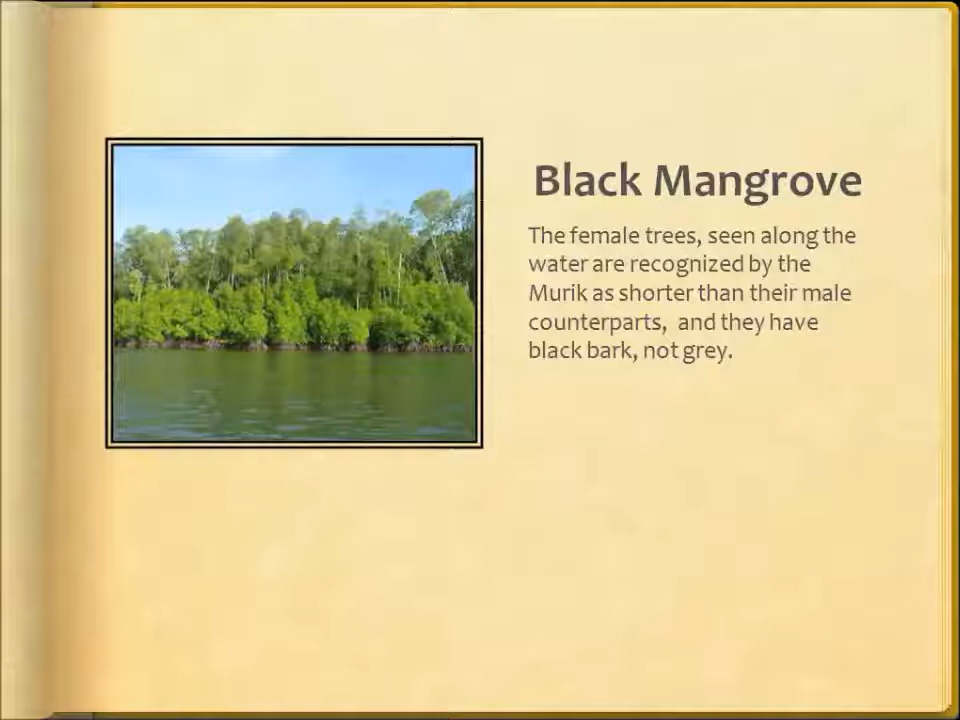 Black Mangrove
The female trees, seen along the
water are recognized by the
Murik as shorter than their male
counterparts,  and they have
black bark, not grey.